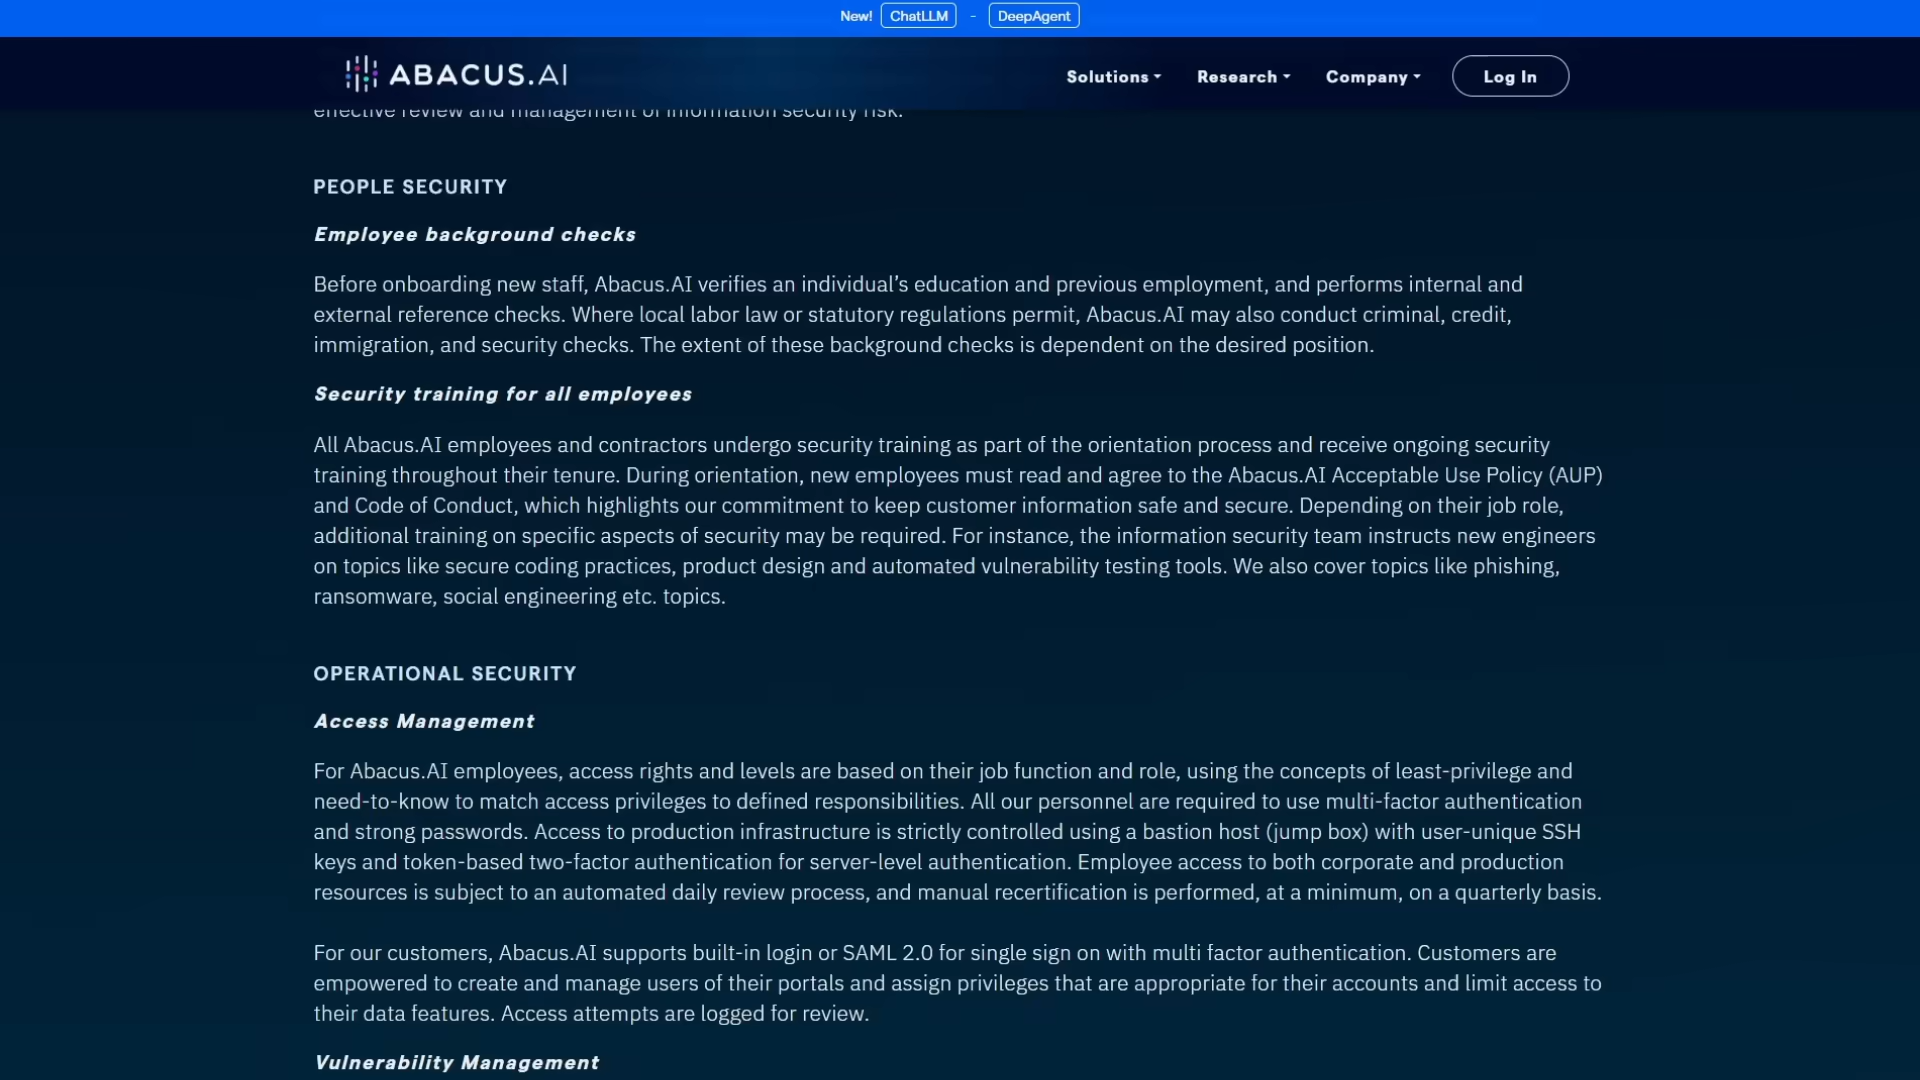 New! ChatLLM - DeepAgent
ABACUS.AI Solutions Research Company Log In
effective review and management of information security risk.
PEOPLE SECURITY
Employee background checks
Before onboarding new staff, Abacus.AI verifies an individual’s education and previous employment, and performs internal and
external reference checks. Where local labor law or statutory regulations permit, Abacus.AI may also conduct criminal, credit,
immigration, and security checks. The extent of these background checks is dependent on the desired position.
Security training for all employees
All Abacus.AI employees and contractors undergo security training as part of the orientation process and receive ongoing security
training throughout their tenure. During orientation, new employees must read and agree to the Abacus.AI Acceptable Use Policy (AUP)
and Code of Conduct, which highlights our commitment to keep customer information safe and secure. Depending on their job role,
additional training on specific aspects of security may be required. For instance, the information security team instructs new engineers
on topics like secure coding practices, product design and automated vulnerability testing tools. We also cover topics like phishing,
ransomware, social engineering etc. topics.
OPERATIONAL SECURITY
Access Management
For Abacus.AI employees, access rights and levels are based on their job function and role, using the concepts of least-privilege and
need-to-know to match access privileges to defined responsibilities. All our personnel are required to use multi-factor authentication
and strong passwords. Access to production infrastructure is strictly controlled using a bastion host (jump box) with user-unique SSH
keys and token-based two-factor authentication for server-level authentication. Employee access to both corporate and production
resources is subject to an automated daily review process, and manual recertification is performed, at a minimum, on a quarterly basis.
For our customers, Abacus.AI supports built-in login or SAML 2.0 for single sign on with multi factor authentication. Customers are
empowered to create and manage users of their portals and assign privileges that are appropriate for their accounts and limit access to
their data features. Access attempts are logged for review.
Vulnerability Management